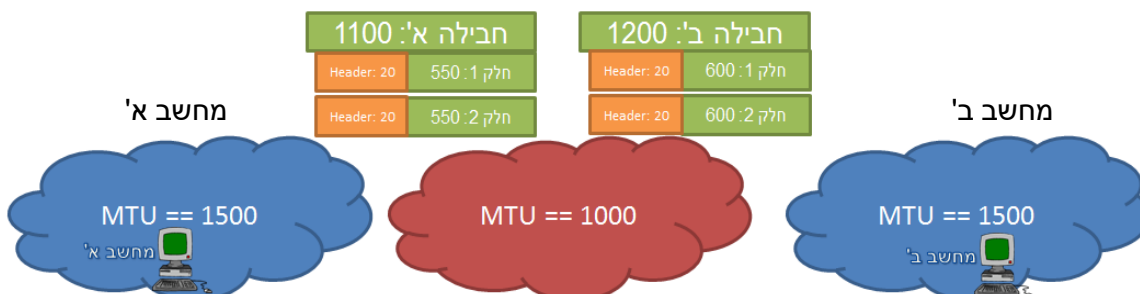 חבילה א': 1100
Header: 20
חלק 1: 550
Header: 20
חלק 2: 550
חבילה ב': 1200
Header: 20
חלק 1: 600
Header: 20
חלק 2: 600
מחשב א'
מחשב ב'
MTU == 1500
מחשב א'
MTU == 1000
MTU == 1500
מחשב ב'